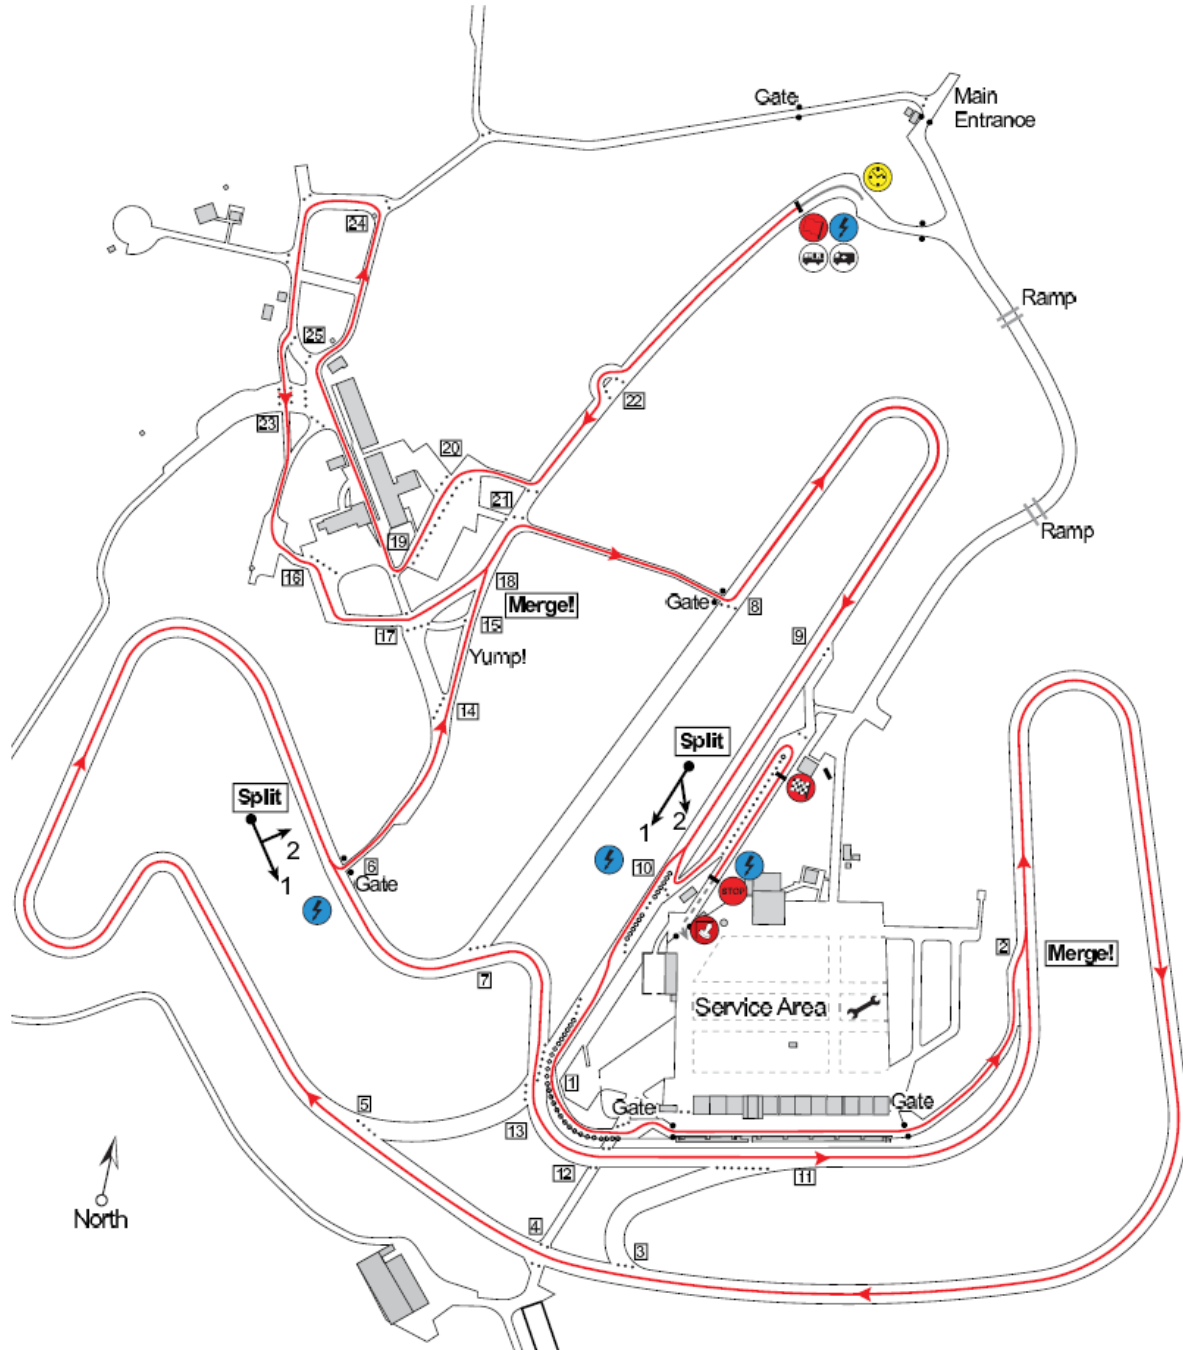 Gate
Main
Entrance
24
Ramp
25
22
23
20
21
Ramp
19
16
18
Merge!
Gate
8
17
15
9
Yump!
14
Split
1
2
Split
2
1
6
Gate
10
STOP
7
2
Merge!
Service Area
1
5
Gate
Gate
13
12
11
4
3
North